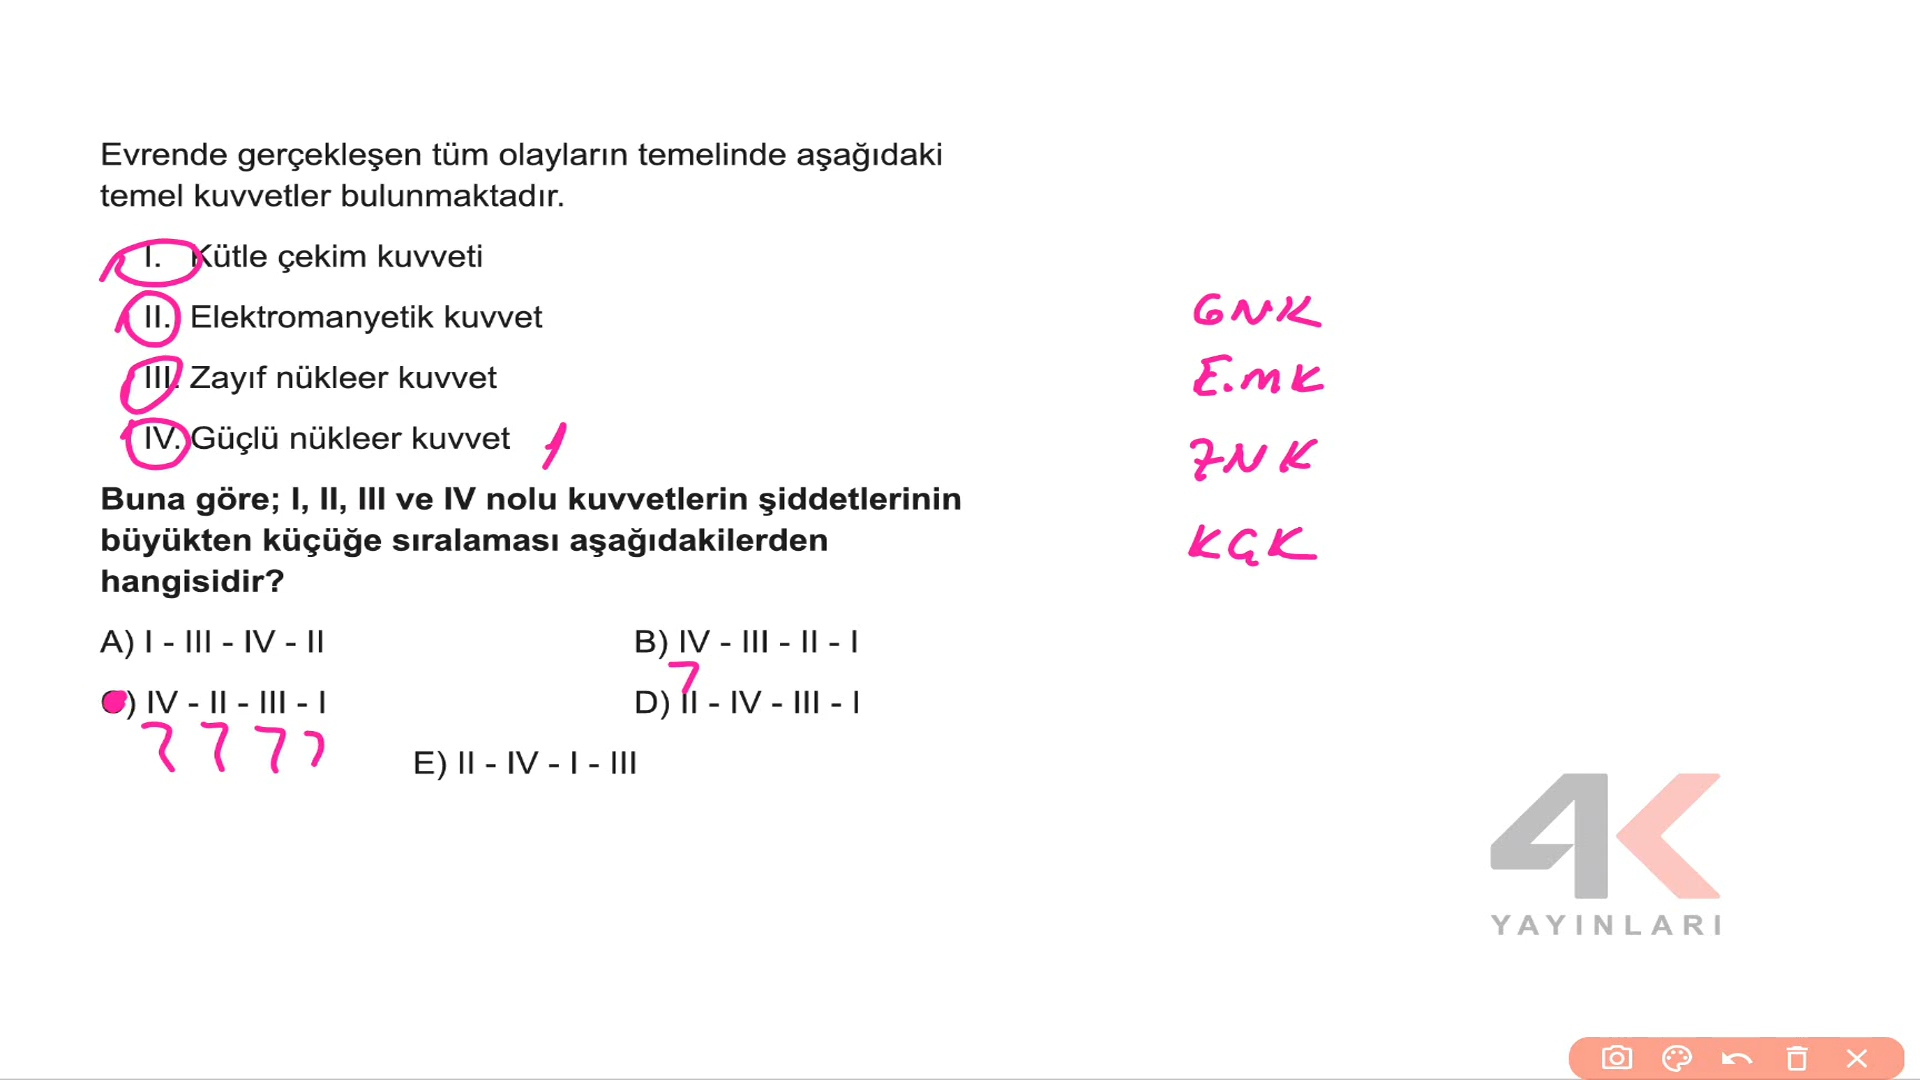 Evrende gerçekleşen tüm olayların temelinde aşağıdaki
temel kuvvetler bulunmaktadır.
I. Kütle çekim kuvveti
II. Elektromanyetik kuvvet
III. Zayıf nükleer kuvvet
IV. Güçlü nükleer kuvvet
Buna göre; I, II, III ve IV nolu kuvvetlerin şiddetlerinin
büyükten küçüğe sıralaması aşağıdakilerden
hangisidir?
A) I - III - IV - II
B) IV - III - II - I
C) IV - II - III - I
D) II - IV - III - I
E) II - IV - I - III
GNK
E.mK
ZNK
KÇK
4K
YAYINLARI